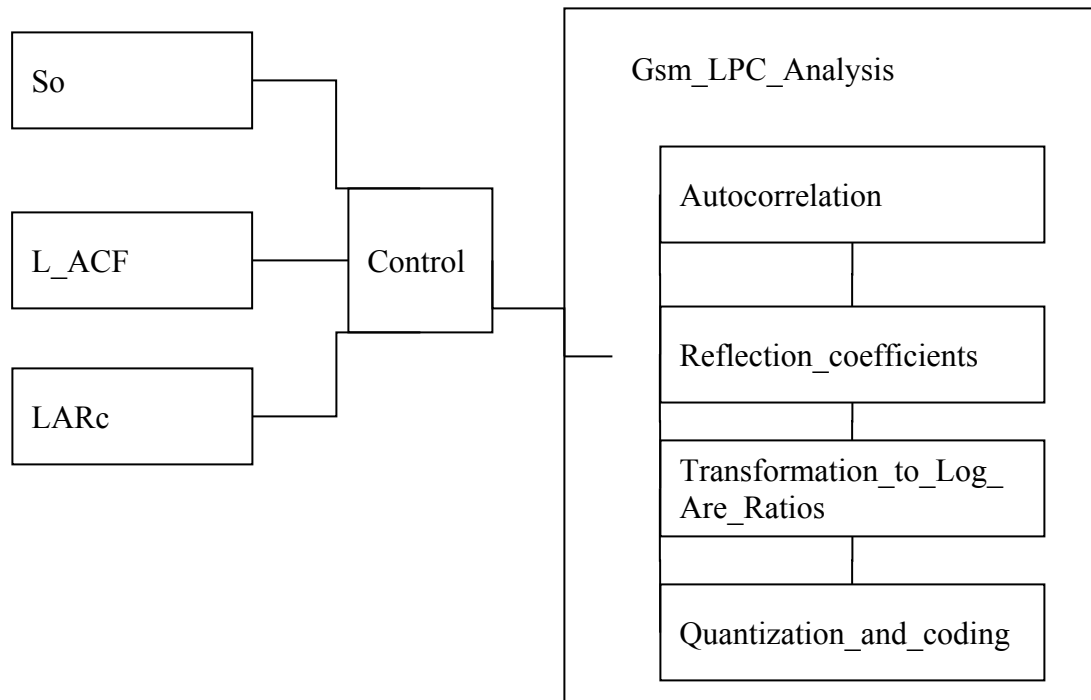 So
L_ACF
LARc
Control
Gsm_LPC_Analysis
Autocorrelation
Reflection_coefficients
Transformation_to_Log_
Are_Ratios
Quantization_and_coding